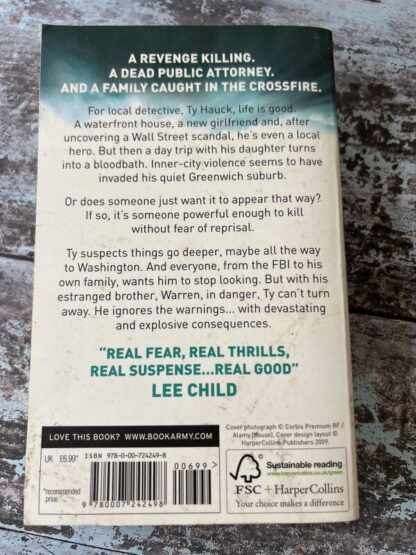 A REVENGE KILLING.
A DEAD PUBLIC ATTORNEY.
AND A FAMILY CAUGHT IN THE CROSSFIRE.
For local detective, Ty Hauck, life is good.
A waterfront house, a new girlfriend and, after
uncovering a Wall Street scandal, he's even a local
hero. But then a day trip with his daughter turns
into a bloodbath. Inner-city violence seems to have
invaded his quiet Greenwich suburb.
Or does someone just want it to appear that way?
If so, it's someone powerful enough to kill
without fear of reprisal.
Ty suspects things go deeper, maybe all the way
to Washington. And everyone, from the FBI to his
own family, wants him to stop looking. But with his
estranged brother, Warren, in danger, Ty can't turn
away. He ignores the warnings... with devastating
and explosive consequences.
"REAL FEAR, REAL THRILLS,
REAL SUSPENSE...REAL GOOD"
LEE CHILD
Cover photograph © Corbis Premium RF /
Alamy (House). Cover design layout ©
HarperCollinsPublishers 2009.
LOVE THIS BOOK? WWW.BOOKARMY.COM
UK £6.99* ISBN 978-0-00-724249-8
00699>
*recommended
price
9 780007 242498
Sustainable reading
www.harpercollins.co.uk/green
FSC + HarperCollins
Your choice makes a difference